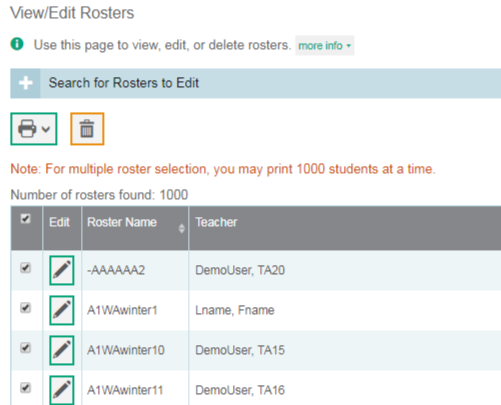 View/Edit Rosters
Use this page to view, edit, or delete rosters. more info
Search for Rosters to Edit
Note: For multiple roster selection, you may print 1000 students at a time.
Number of rosters found: 1000
Edit Roster Name Teacher
-AAAAAA2 DemoUser, TA20
A1WAwinter1 Lname, Fname
A1WAwinter10 DemoUser, TA15
A1WAwinter11 DemoUser, TA16